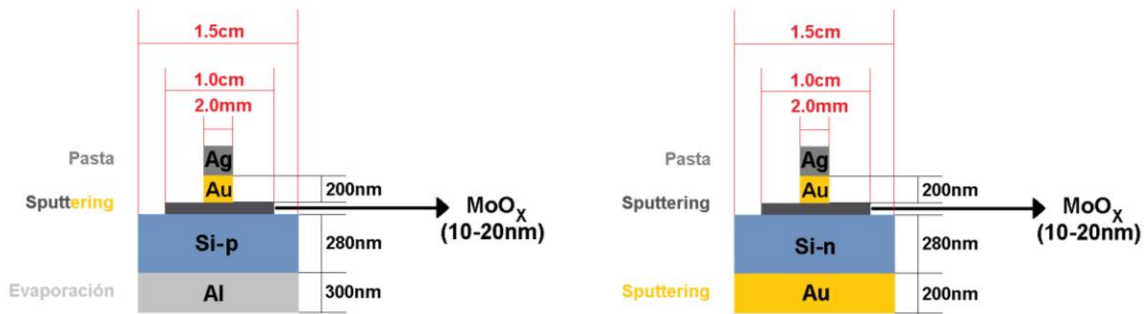 1.5cm
1.0cm
2.0mm
Pasta
Ag
Sputtering
Au
200nm
MoOX
(10-20nm)
Si-p
280nm
Evaporación
Al
300nm
1.5cm
1.0cm
2.0mm
Pasta
Ag
Sputtering
Au
200nm
MoOX
(10-20nm)
Si-n
280nm
Sputtering
Au
200nm